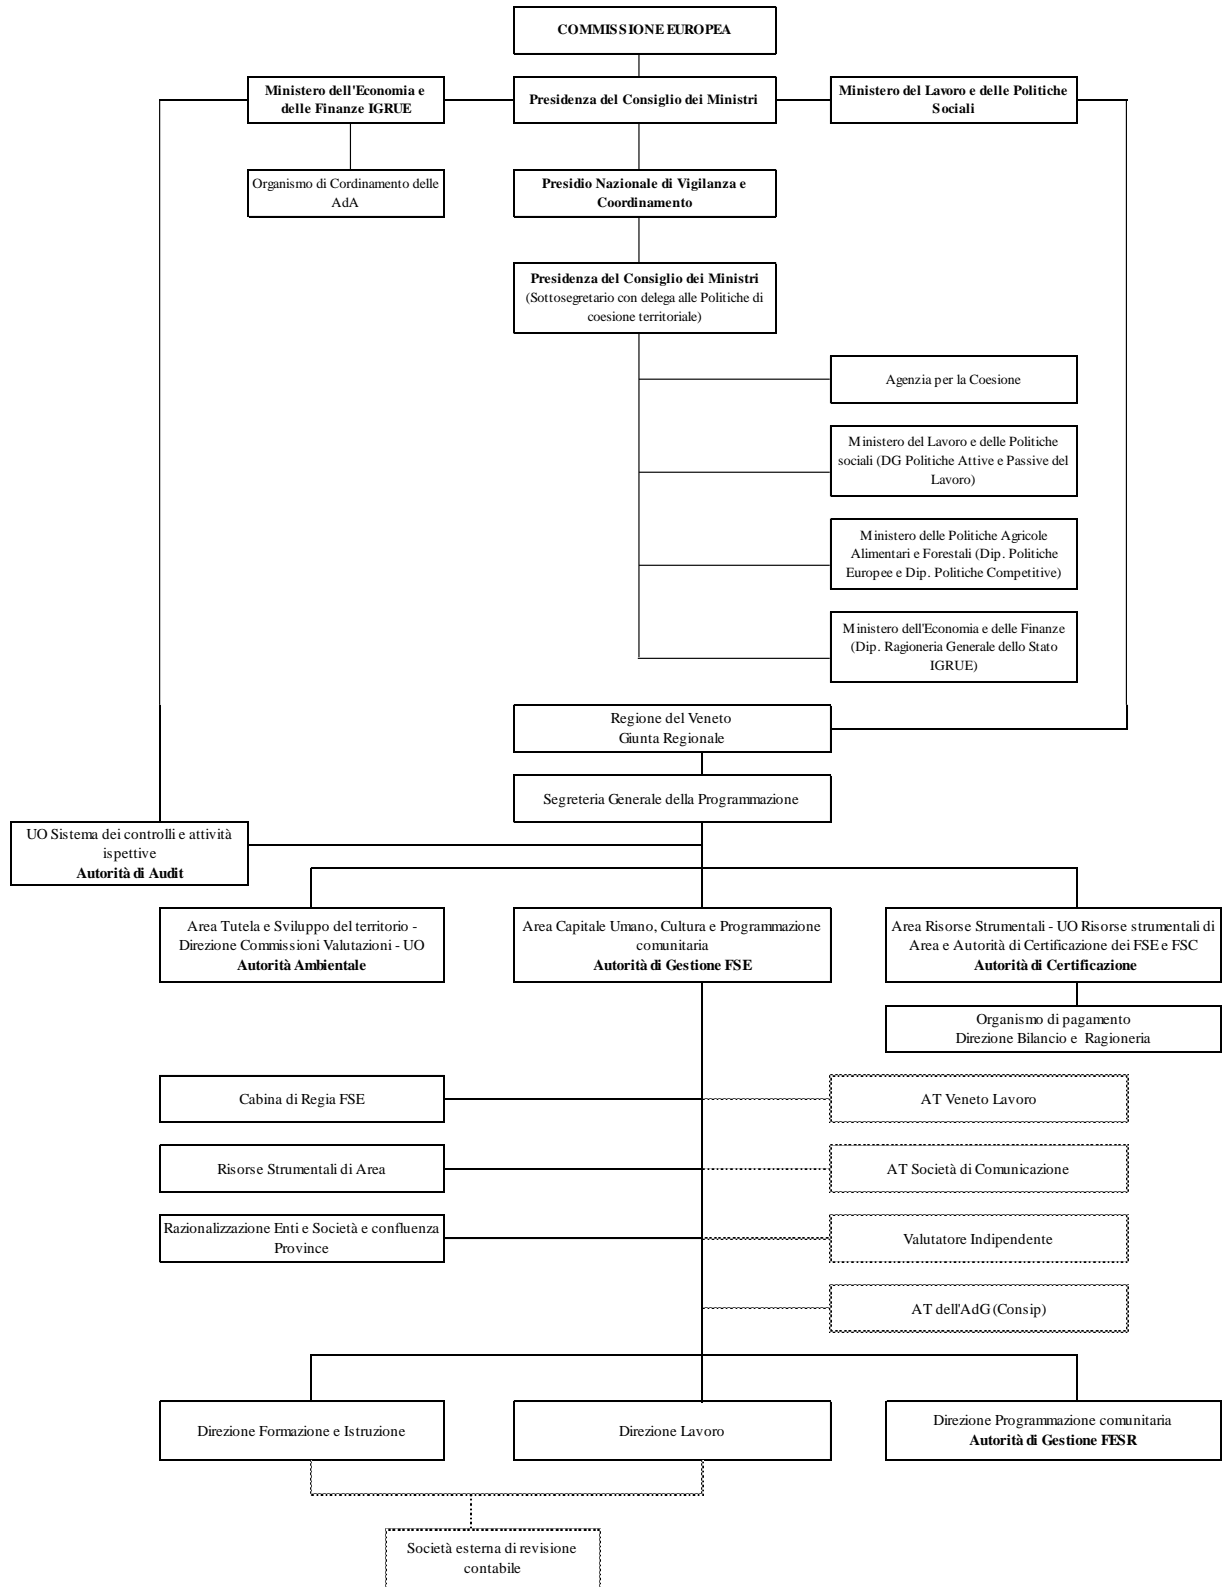 COMMISSIONE EUROPEA
Ministero dell'Economia e
delle Finanze IGRUE
Presidenza del Consiglio dei Ministri
Ministero del Lavoro e delle Politiche
Sociali
Organismo di Cordinamento delle
AdA
Presidio Nazionale di Vigilanza e
Coordinamento
Presidenza del Consiglio dei Ministri
(Sottosegretario con delega alle Politiche di
coesione territoriale)
Agenzia per la Coesione
Ministero del Lavoro e delle Politiche
sociali (DG Politiche Attive e Passive del
Lavoro)
Ministero delle Politiche Agricole
Alimentari e Forestali (Dip. Politiche
Europee e Dip. Politiche Competitive)
Ministero dell'Economia e delle Finanze
(Dip. Ragioneria Generale dello Stato
IGRUE)
Regione del Veneto
Giunta Regionale
Segreteria Generale della Programmazione
UO Sistema dei controlli e attività
ispettive
Autorità di Audit
Area Tutela e Sviluppo del territorio -
Direzione Commissioni Valutazioni - UO
Autorità Ambientale
Area Capitale Umano, Cultura e Programmazione
comunitaria
Autorità di Gestione FSE
Area Risorse Strumentali - UO Risorse strumentali di
Area e Autorità di Certificazione dei FSE e FSC
Autorità di Certificazione
Organismo di pagamento
Direzione Bilancio e Ragioneria
Cabina di Regia FSE
AT Veneto Lavoro
Risorse Strumentali di Area
AT Società di Comunicazione
Razionalizzazione Enti e Società e confluenza
Province
Valutatore Indipendente
AT dell'AdG (Consip)
Direzione Formazione e Istruzione
Direzione Lavoro
Direzione Programmazione comunitaria
Autorità di Gestione FESR
Società esterna di revisione
contabile